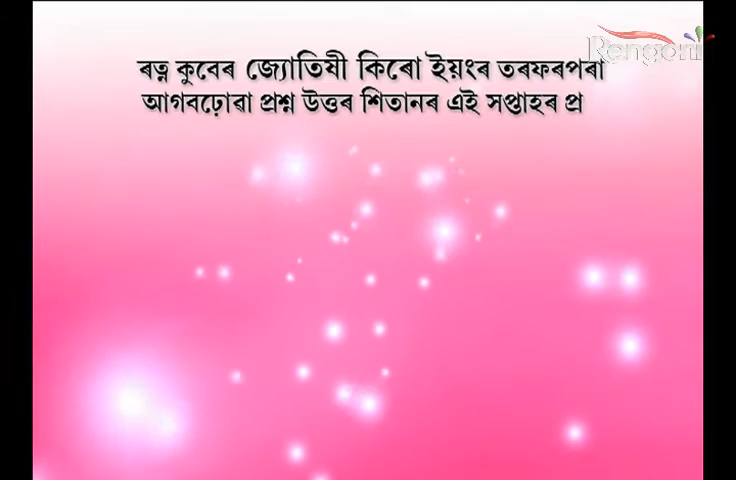 Rengoni
ৰত্ন কুবেৰ জ্যোতিষী কিৰো ইয়ংৰ তৰফৰপৰা
আগবঢ়োৱা প্ৰশ্ন উত্তৰ শিতানৰ এই সপ্তাহৰ প্ৰ